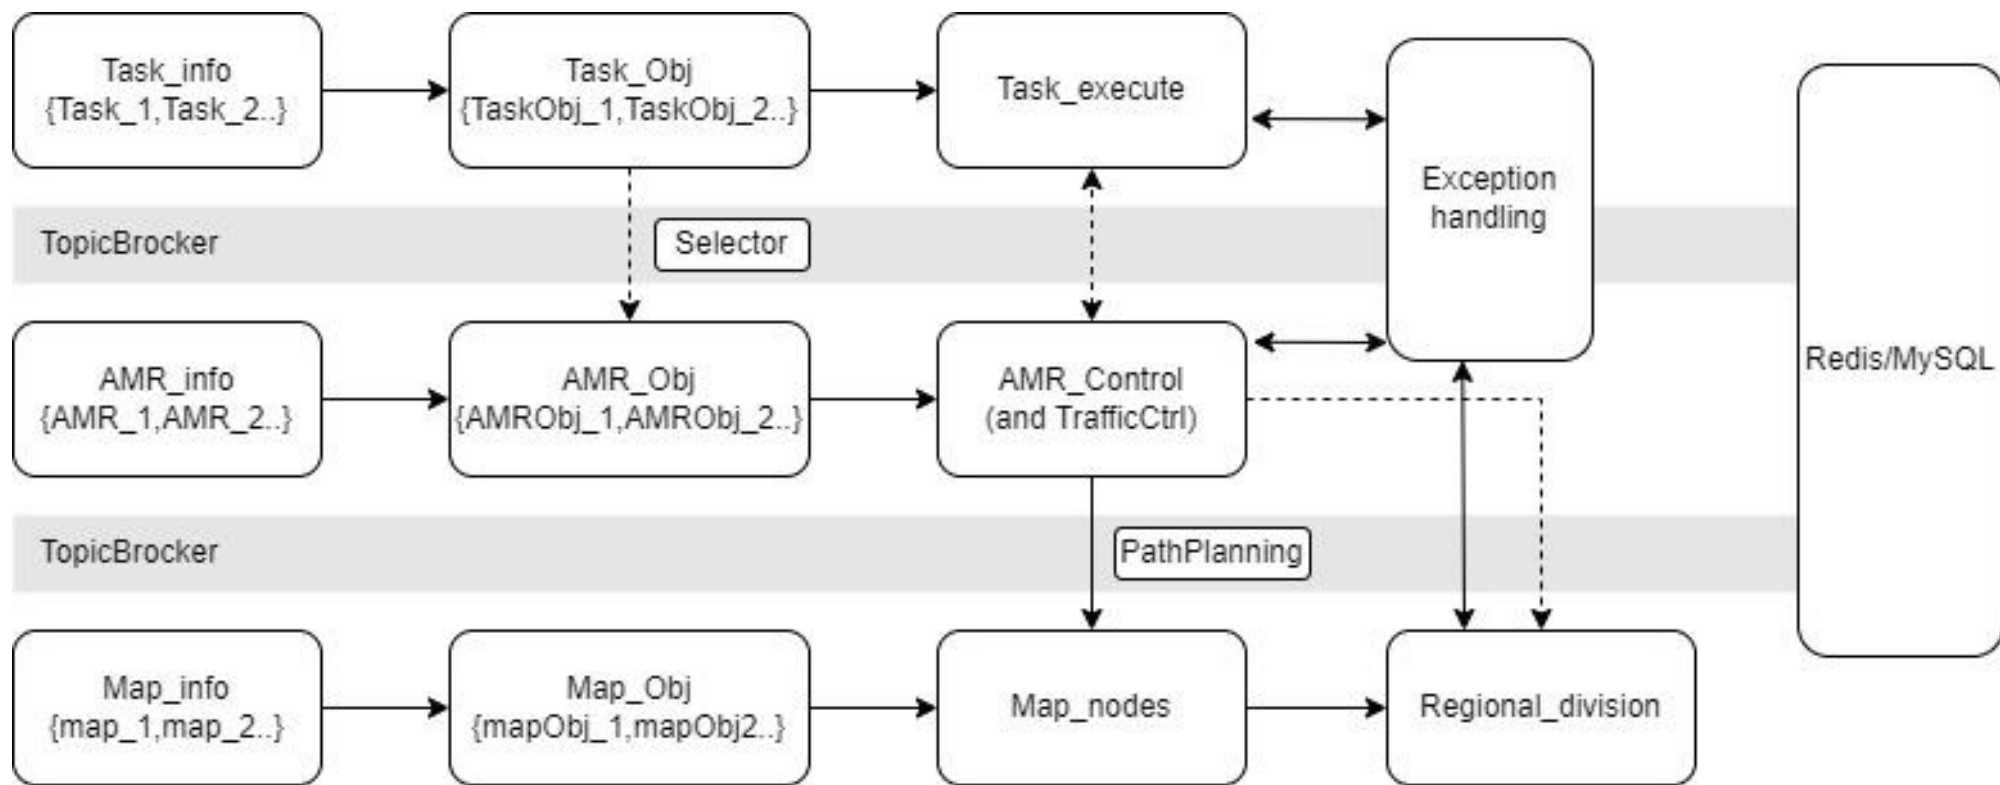 Task_info
{Task_1,Task_2..}
Task_Obj
{TaskObj_1,TaskObj_2..}
Task_execute
Exception
handling
TopicBrocker
Selector
AMR_info
{AMR_1,AMR_2..}
AMR_Obj
{AMRObj_1,AMRObj_2..}
AMR_Control
(and TrafficCtrl)
Redis/MySQL
TopicBrocker
PathPlanning
Map_info
{map_1,map_2..}
Map_Obj
{mapObj_1,mapObj2..}
Map_nodes
Regional_division